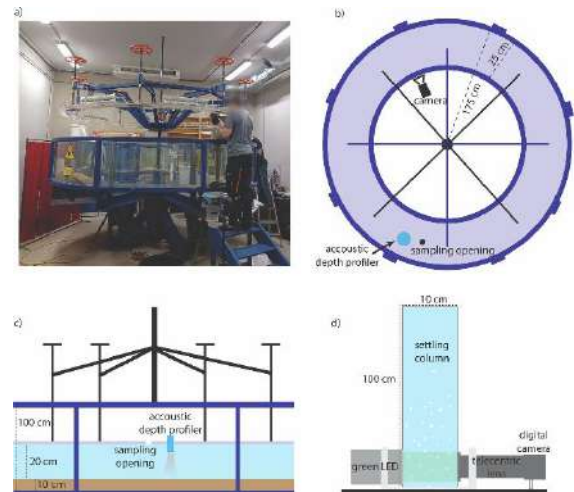 a)
b)
25 cm
175 cm
camera
accoustic
depth profiler
sampling opening
c)
accoustic
depth profiler
100 cm
sampling
opening
20 cm
10 cm
d)
10 cm
settling
column
100 cm
digital
camera
green LED
telecentric
lens